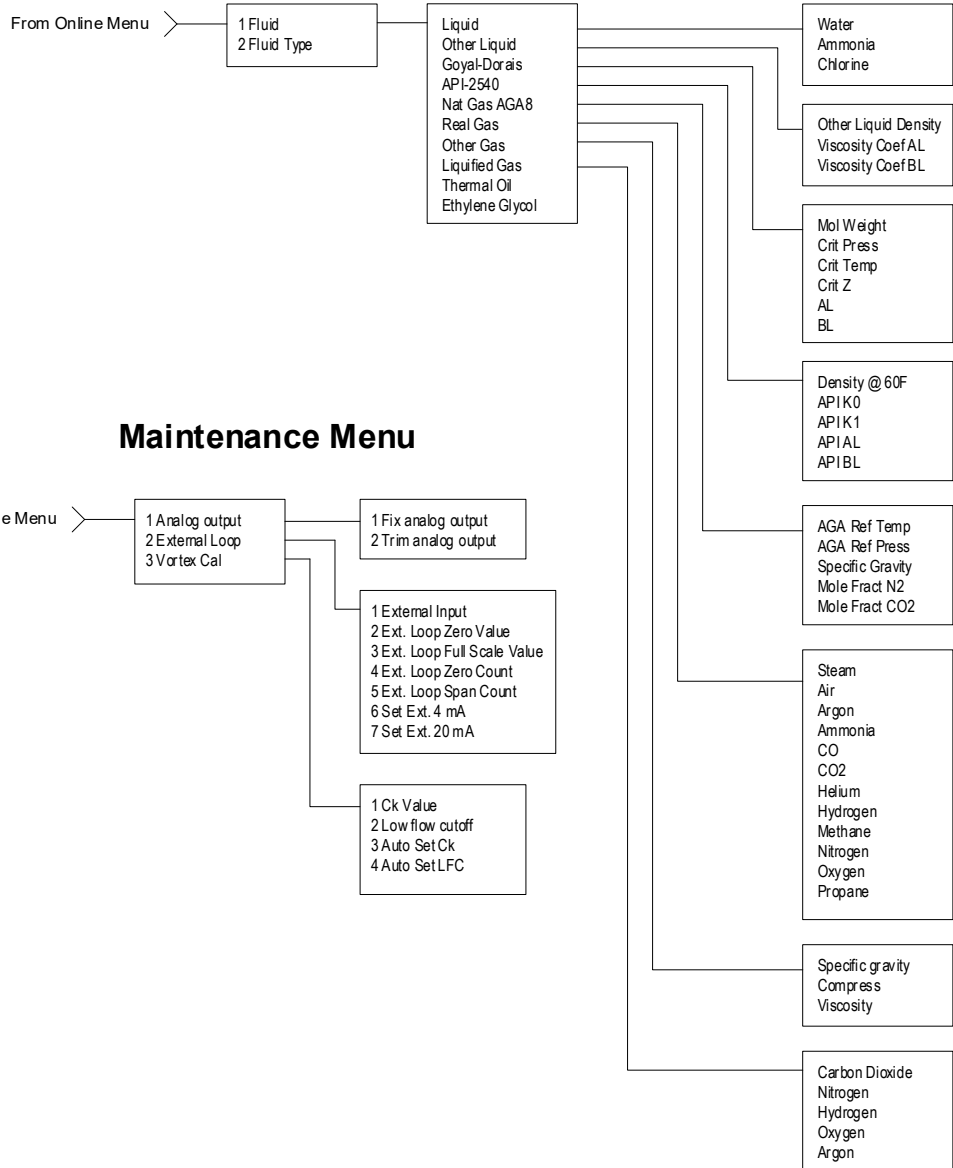 From Online Menu
1 Fluid
2 Fluid Type
Liquid
Other Liquid
Goyal-Dorais
API-2540
Nat Gas AGA8
Real Gas
Other Gas
Liquified Gas
Thermal Oil
Ethylene Glycol
Water
Ammonia
Chlorine
Other Liquid Density
Viscosity Coef AL
Viscosity Coef BL
Mol Weight
Crit Press
Crit Temp
Crit Z
AL
BL
Density @ 60F
API K0
API K1
API AL
API BL
AGA Ref Temp
AGA Ref Press
Specific Gravity
Mole Fract N2
Mole Fract CO2
Steam
Air
Argon
Ammonia
CO
CO2
Helium
Hydrogen
Methane
Nitrogen
Oxygen
Propane
Specific gravity
Compress
Viscosity
Carbon Dioxide
Nitrogen
Hydrogen
Oxygen
Argon
Maintenance Menu
e Menu
1 Analog output
2 External Loop
3 Vortex Cal
1 Fix analog output
2 Trim analog output
1 External Input
2 Ext. Loop Zero Value
3 Ext. Loop Full Scale Value
4 Ext. Loop Zero Count
5 Ext. Loop Span Count
6 Set Ext. 4 mA
7 Set Ext. 20 mA
1 Ck Value
2 Low flow cutoff
3 Auto Set Ck
4 Auto Set LFC